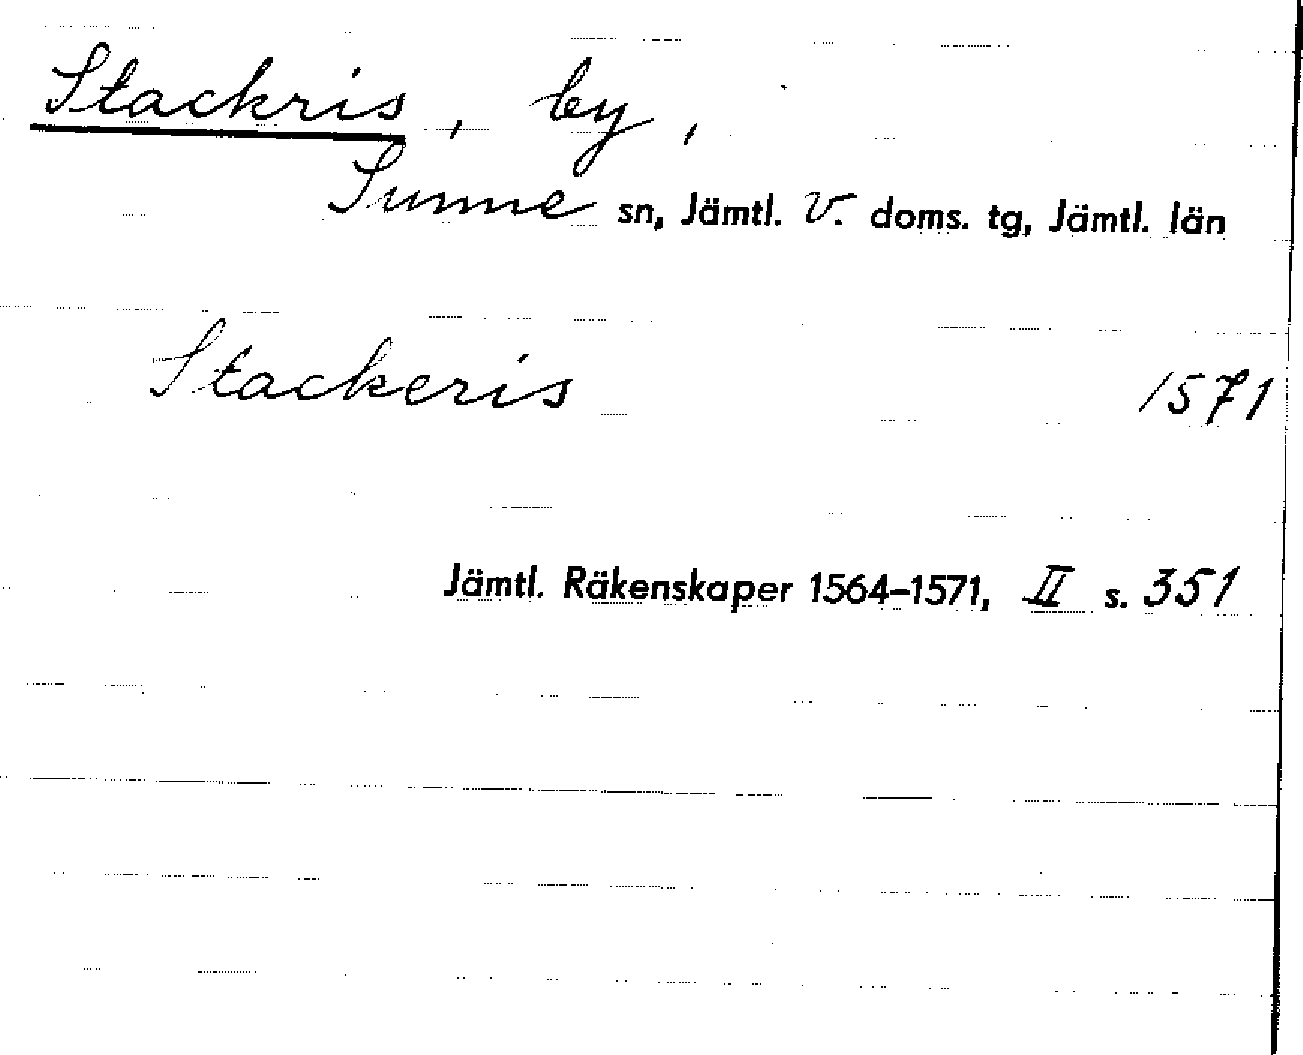 Stackris, by,
Sunne sn, Jämtl. V. doms. tg, Jämtl. län
Stackeris 1571
Jämtl. Räkenskaper 1564–1571, II s. 351